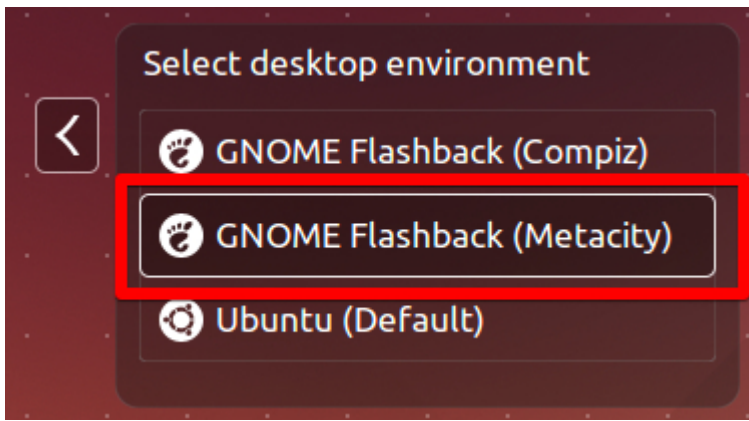 Select desktop environment
GNOME Flashback (Compiz)
GNOME Flashback (Metacity)
Ubuntu (Default)